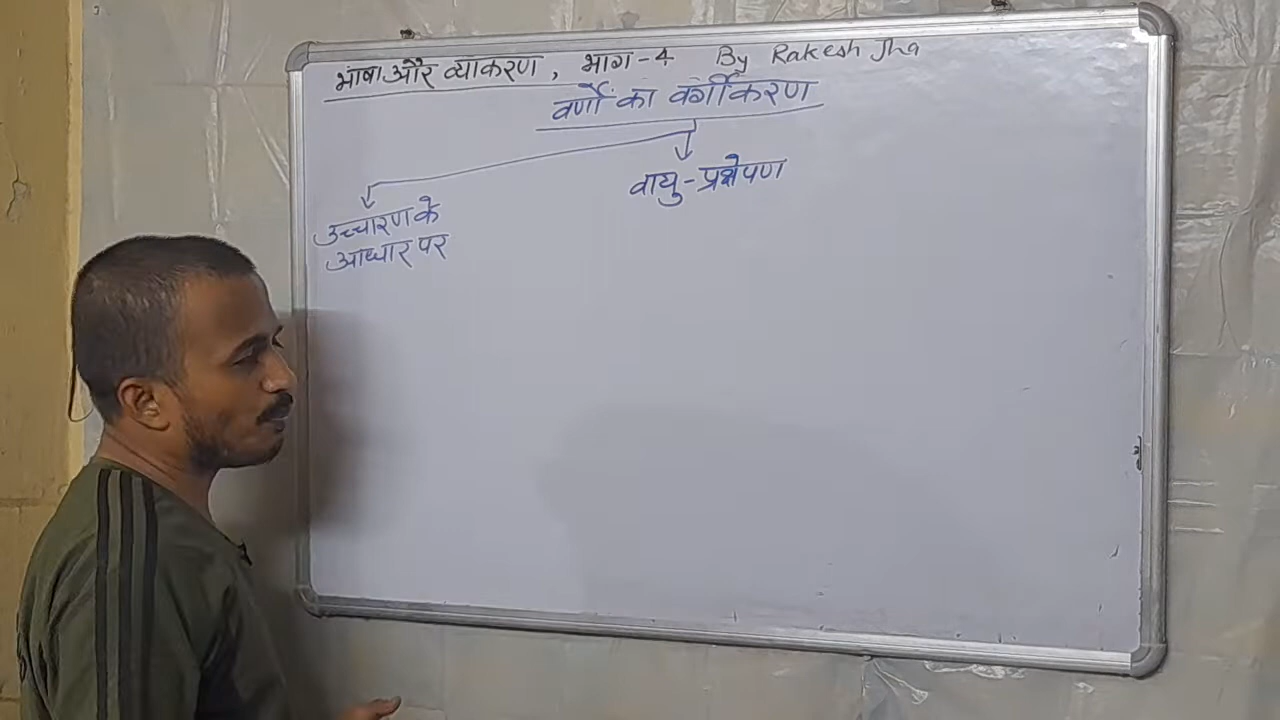 भाषा और व्याकरण, भाग-4 By Rakesh Jha
वर्णों का वर्गीकरण
वायु-प्रक्षेपण
उच्चारण के
आधार पर